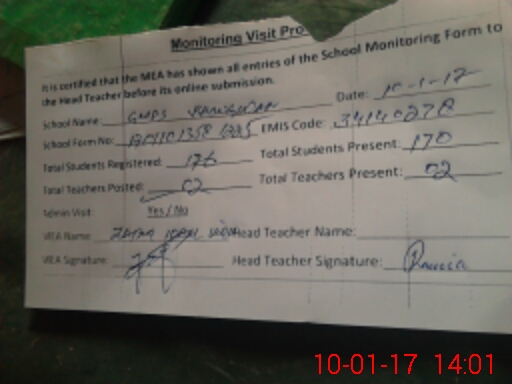 Monitoring Visit Pro
It is certified that the MEA has shown all entries of the School Monitoring Form to
the Head Teacher before its online submission.
School Name: GMPS Date: 10-1-17
School Form No: EMIS Code: 34140278
Total Students Registered: 176 Total Students Present: 170
Total Teachers Posted: 02 Total Teachers Present: 02
Admin Visit: Yes / No
MEA Name: Head Teacher Name:
MEA Signature: Head Teacher Signature:
10-01-17 14:01